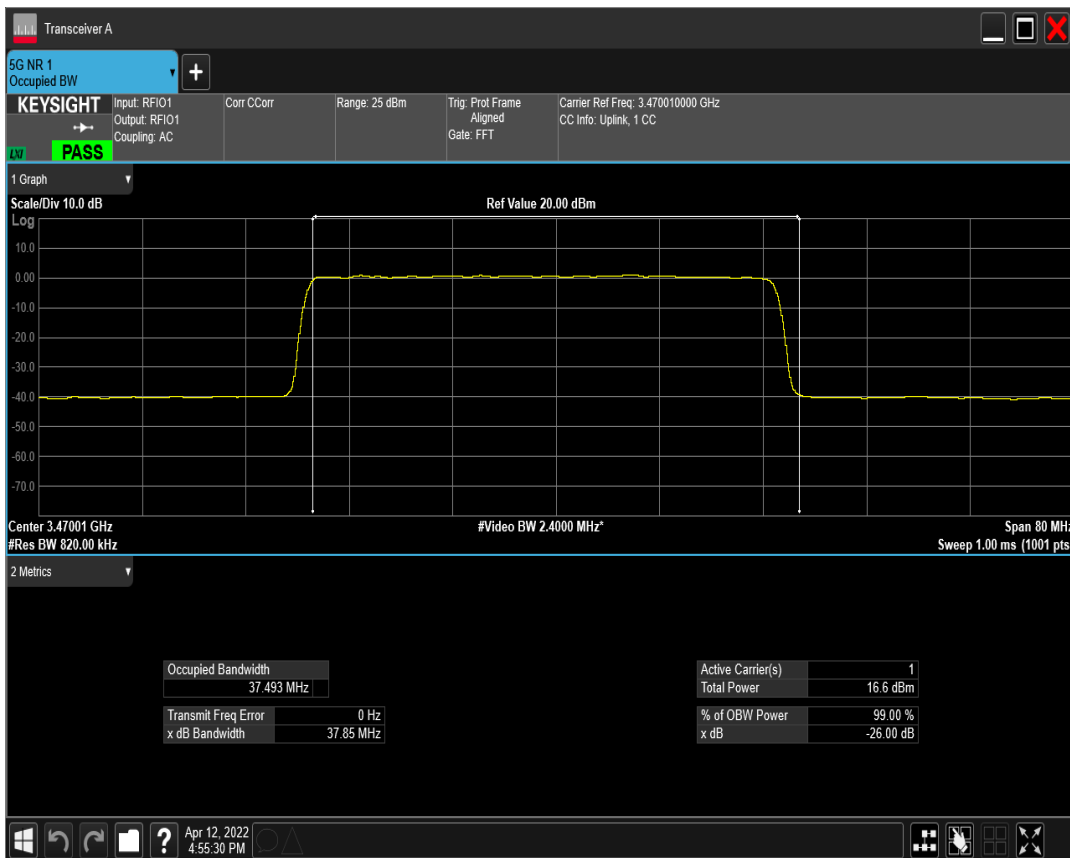 Transceiver A
5G NR 1
Occupied BW
+
KEYSIGHT
LXI
PASS
Input: RFIO1
Output: RFIO1
Coupling: AC
Corr CCorr
Range: 25 dBm
Trig: Prot Frame
Aligned
Gate: FFT
Carrier Ref Freq: 3.470010000 GHz
CC Info: Uplink, 1 CC
1 Graph
Scale/Div 10.0 dB
Ref Value 20.00 dBm
Log
10.0
0.00
-10.0
-20.0
-30.0
-40.0
-50.0
-60.0
-70.0
Center 3.47001 GHz
#Video BW 2.4000 MHz*
Span 80 MHz
#Res BW 820.00 kHz
Sweep 1.00 ms (1001 pts
2 Metrics
Occupied Bandwidth
37.493 MHz
Transmit Freq Error 0 Hz
x dB Bandwidth 37.85 MHz
Active Carrier(s) 1
Total Power 16.6 dBm
% of OBW Power 99.00 %
x dB -26.00 dB
?
Apr 12, 2022
4:55:30 PM